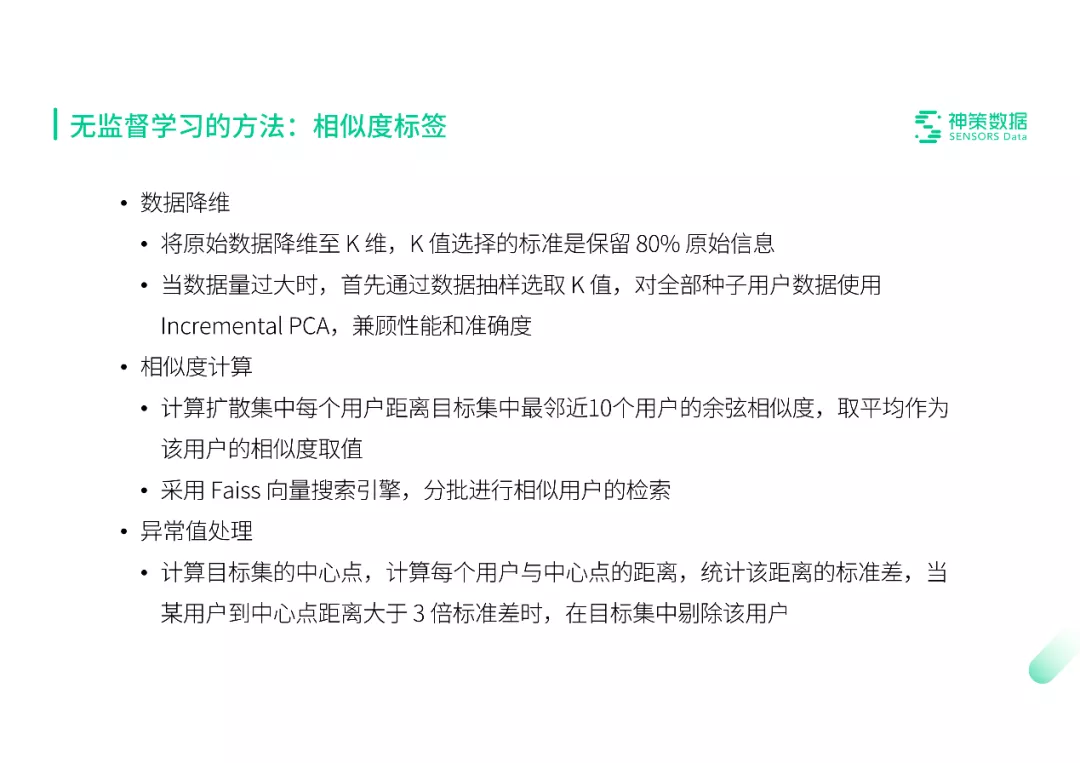 无监督学习的方法：相似度标签
神策数据
SENSORS Data
• 数据降维
• 将原始数据降维至 K 维，K 值选择的标准是保留 80% 原始信息
• 当数据量过大时，首先通过数据抽样选取 K 值，对全部种子用户数据使用
Incremental PCA，兼顾性能和准确度
• 相似度计算
• 计算扩散集中每个用户距离目标集中最邻近10个用户的余弦相似度，取平均作为
该用户的相似度取值
• 采用 Faiss 向量搜索引擎，分批进行相似用户的检索
• 异常值处理
• 计算目标集的中心点，计算每个用户与中心点的距离，统计该距离的标准差，当
某用户到中心点距离大于 3 倍标准差时，在目标集中剔除该用户